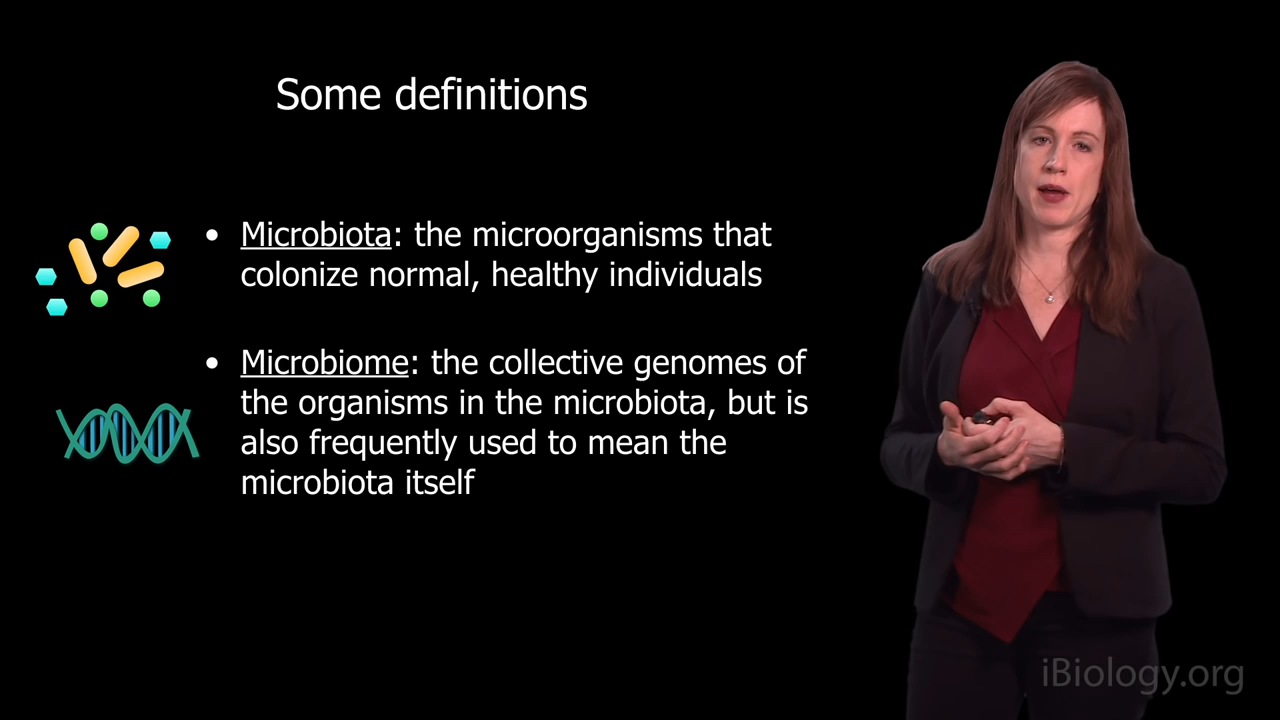 Some definitions
• Microbiota: the microorganisms that
colonize normal, healthy individuals
• Microbiome: the collective genomes of
the organisms in the microbiota, but is
also frequently used to mean the
microbiota itself
iBiology.org